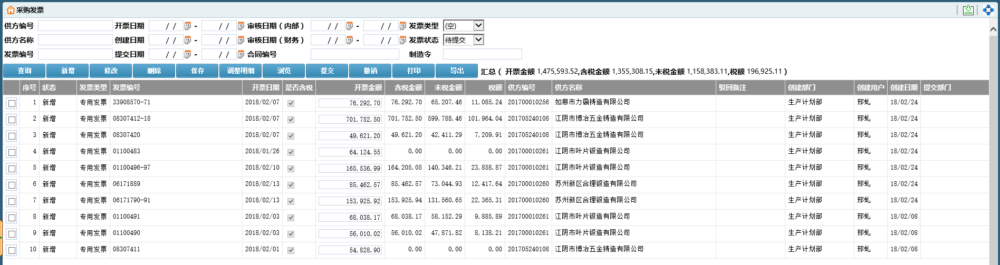 采购发票
供方编号 开票日期 / / - / / 审核日期（内部） / / - / / 发票类型 (空)
供方名称 创建日期 / / - / / 审核日期（财务） / / - / / 发票状态 待提交
发票编号 提交日期 / / - / / 合同编号 制造令
查询 新增 修改 删除 保存 调整明细 浏览 提交 撤销 打印 导出 汇总（ 开票金额 1,475,593.52,含税金额 1,355,308.15,未税金额 1,158,383.11,税额 196,925.11 ）
序号 状态 发票类型 发票编号 开票日期 是否含税 开票金额 含税金额 未税金额 税额 供方编号 供方名称 驳回备注 创建部门 创建用户 创建日期 提交部门
1 新增 专用发票 33908570-71 2018/02/07 76,292.70 76,292.70 65,207.46 11,085.24 201700010256 如皋市力霸铸造有限公司 生产计划部 邢虬 18/02/24
2 新增 专用发票 08307412-18 2018/02/07 701,752.50 701,752.50 599,788.46 101,964.04 201705240108 江阴市博冶五金铸造有限公司 生产计划部 邢虬 18/02/24
3 新增 专用发票 08307420 2018/02/07 49,621.20 49,621.20 42,411.29 7,209.91 201705240108 江阴市博冶五金铸造有限公司 生产计划部 邢虬 18/02/24
4 新增 专用发票 01100483 2018/01/26 64,124.55 0.00 0.00 0.00 201700010261 江阴市叶片锻造有限公司 生产计划部 邢虬 18/02/24
5 新增 专用发票 01100496-97 2018/02/10 165,536.99 164,205.05 140,346.21 23,858.87 201700010261 江阴市叶片锻造有限公司 生产计划部 邢虬 18/02/24
6 新增 专用发票 06171889 2018/02/13 85,462.57 85,462.57 73,044.93 12,417.64 201700010260 苏州新区合理锻造有限公司 生产计划部 邢虬 18/02/24
7 新增 专用发票 06171790-91 2018/02/13 153,925.92 153,925.94 131,560.65 22,365.31 201700010260 苏州新区合理锻造有限公司 生产计划部 邢虬 18/02/24
8 新增 专用发票 01100491 2018/02/03 68,038.17 68,038.17 58,152.29 9,885.89 201700010261 江阴市叶片锻造有限公司 生产计划部 邢虬 18/02/08
9 新增 专用发票 01100490 2018/02/03 56,010.02 56,010.02 47,871.82 8,138.21 201700010261 江阴市叶片锻造有限公司 生产计划部 邢虬 18/02/08
10 新增 专用发票 08307411 2018/02/01 54,828.90 0.00 0.00 0.00 201705240108 江阴市博冶五金铸造有限公司 生产计划部 邢虬 18/02/08